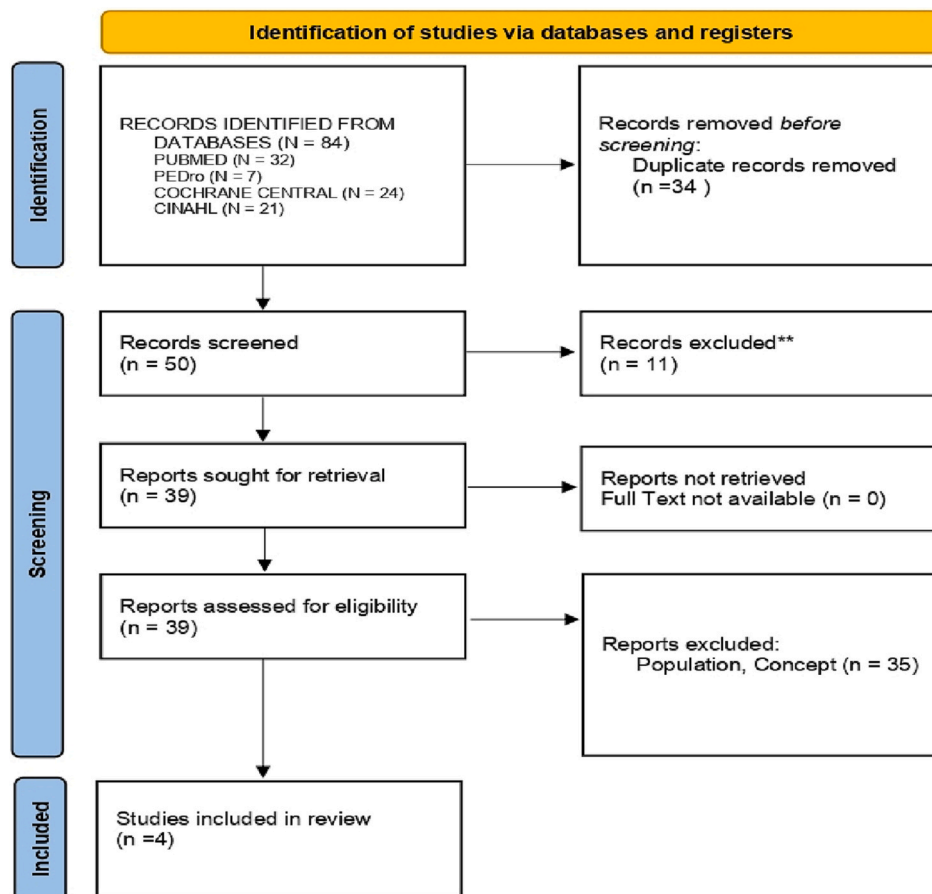 Identification of studies via databases and registers
Identification
RECORDS IDENTIFIED FROM
DATABASES (N = 84)
PUBMED (N = 32)
PEDro (N = 7)
COCHRANE CENTRAL (N = 24)
CINAHL (N = 21)
Records removed before
screening:
Duplicate records removed
(n =34 )
Screening
Records screened
(n = 50)
Records excluded**
(n = 11)
Reports sought for retrieval
(n = 39)
Reports not retrieved
Full Text not available (n = 0)
Reports assessed for eligibility
(n = 39)
Reports excluded:
Population, Concept (n = 35)
Included
Studies included in review
(n =4)